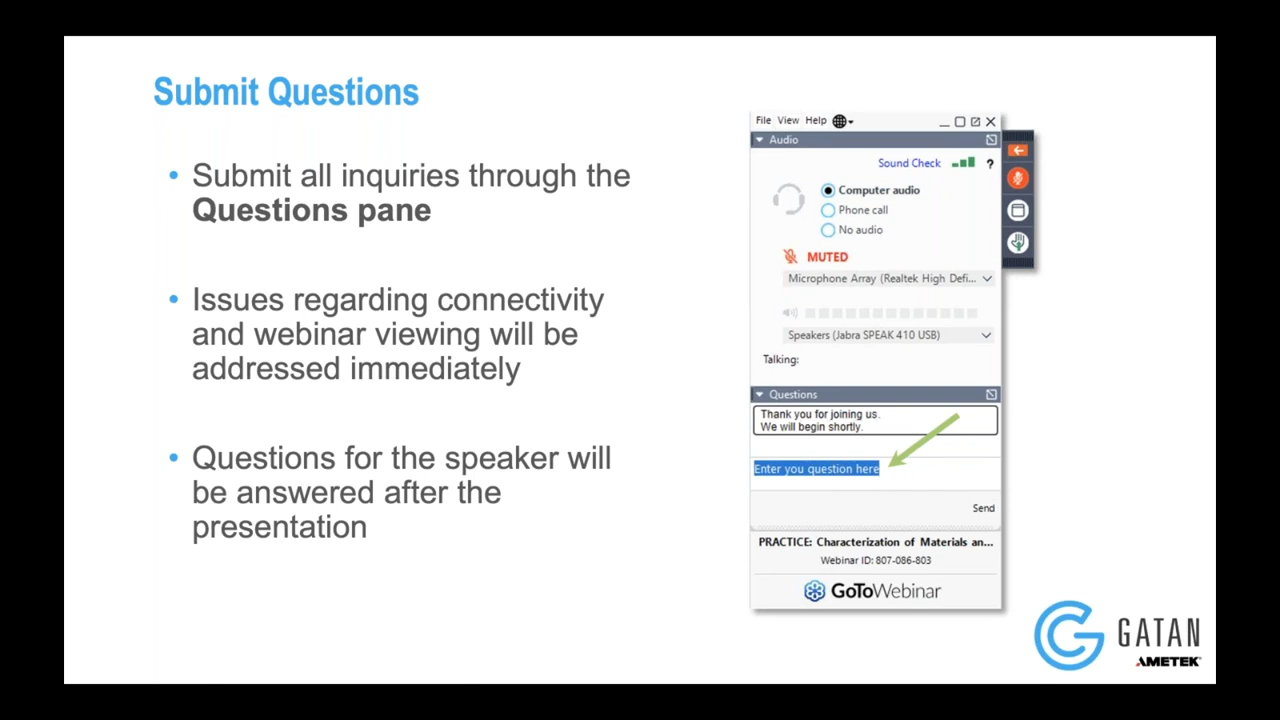 Submit Questions
• Submit all inquiries through the
Questions pane
• Issues regarding connectivity
and webinar viewing will be
addressed immediately
• Questions for the speaker will
be answered after the
presentation
File View Help
Audio
Sound Check ?
Computer audio
Phone call
No audio
MUTED
Microphone Array (Realtek High Defi...
Speakers (Jabra SPEAK 410 USB)
Talking:
Questions
Thank you for joining us.
We will begin shortly.
Enter you question here
Send
PRACTICE: Characterization of Materials an...
Webinar ID: 807-086-803
GoToWebinar
GATAN
AMETEK